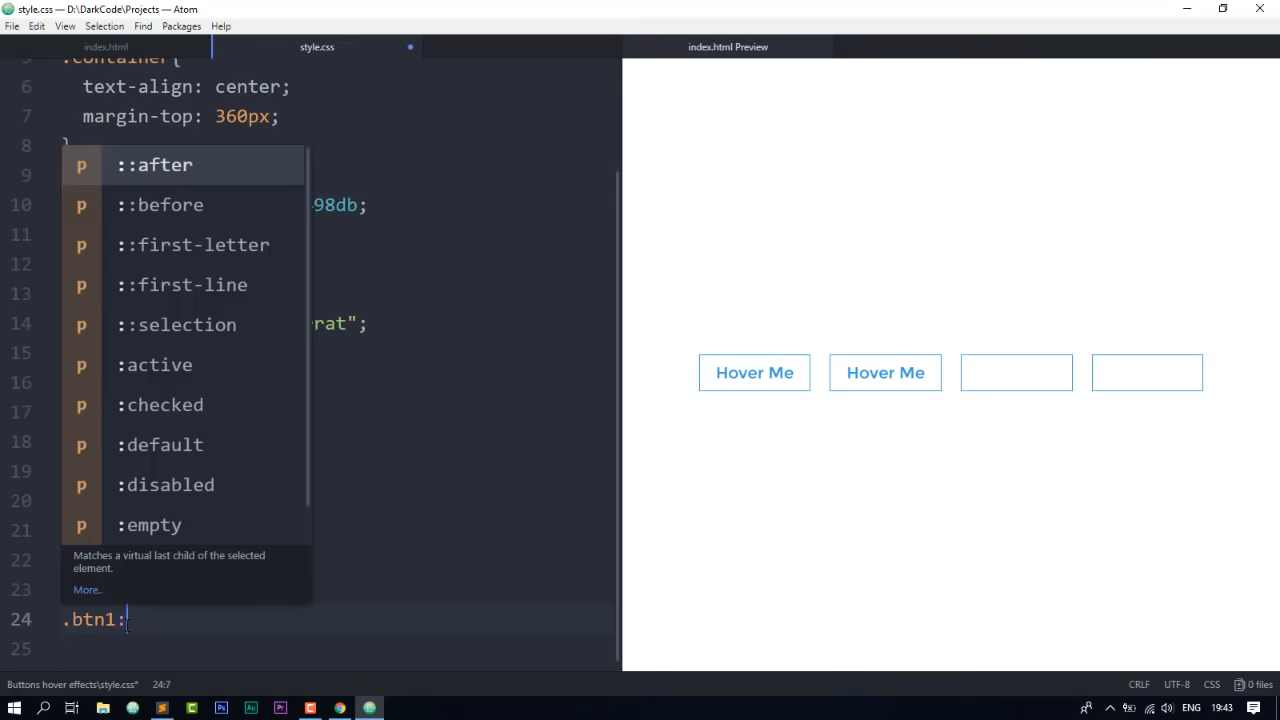 style.css — D:\DarkCode\Projects — Atom
File Edit View Selection Find Packages Help
index.html
style.css
index.html Preview
.container{
6 text-align: center;
7 margin-top: 360px;
8 }
9
10 98db;
11
12
13
14 rat";
15
16
17
18
19
20
21
22
23
24 .btn1:
25
p ::after
p ::before
p ::first-letter
p ::first-line
p ::selection
p :active
p :checked
p :default
p :disabled
p :empty
Matches a virtual last child of the selected
element.
More..
Hover Me Hover Me
Buttons hover effects\style.css* 24:7 CRLF UTF-8 CSS 0 files
Ps Au Pr ENG 19:43